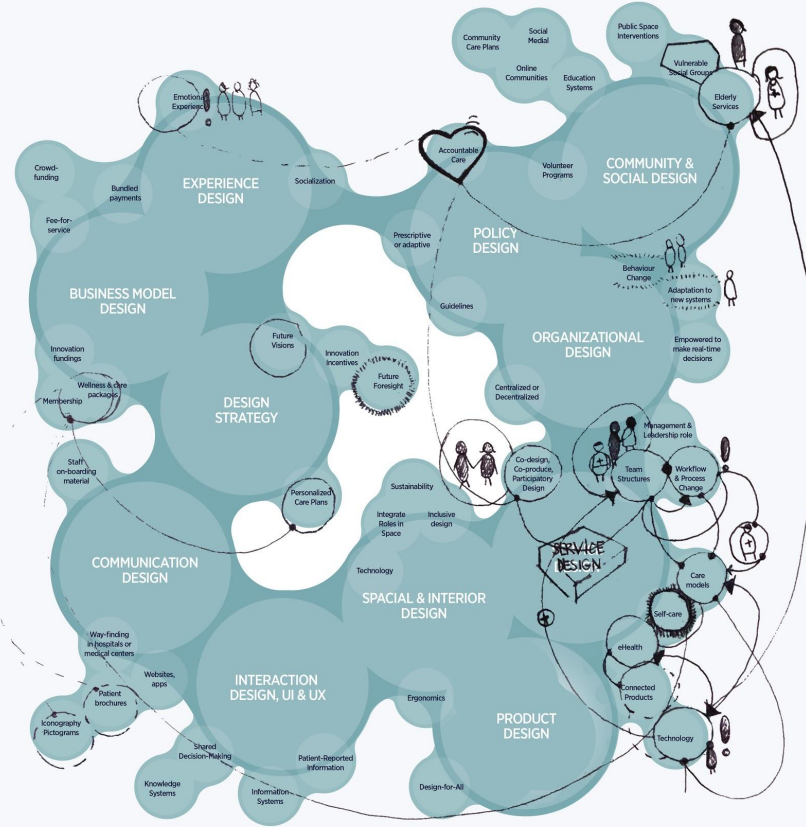 Community
Care Plans
Social
Medial
Online
Communities
Education
Systems
Public Space
Interventions
Vulnerable
Social Groups
Elderly
Services
Emotional
Experience
Crowd-
funding
Bundled
payments
Fee-for-
service
EXPERIENCE
DESIGN
Socialization
Accountable
Care
Volunteer
Programs
COMMUNITY &
SOCIAL DESIGN
Prescriptive
or adaptive
POLICY
DESIGN
Guidelines
Behaviour
Change
Adaptation to
new systems
BUSINESS MODEL
DESIGN
Innovation
fundings
Membership
Wellness & care
packages
Future
Visions
Innovation
Incentives
Future
Foresight
DESIGN
STRATEGY
ORGANIZATIONAL
DESIGN
Empowered to
make real-time
decisions
Centralized or
Decentralized
Management &
Leadership role
Staff
on-boarding
material
Personalized
Care Plans
Sustainability
Integrate
Roles in
Space
Inclusive
design
Technology
Co-design,
Co-produce,
Participatory
Design
Team
Structures
Workflow
& Process
Change
SERVICE
DESIGN
Care
models
Self-care
eHealth
Connected
Products
Technology
COMMUNICATION
DESIGN
SPACIAL & INTERIOR
DESIGN
Way-finding
in hospitals or
medical centers
Websites,
apps
Patient
brochures
Iconography
Pictograms
INTERACTION
DESIGN, UI & UX
Ergonomics
PRODUCT
DESIGN
Shared
Decision-Making
Patient-Reported
Information
Knowledge
Systems
Information
Systems
Design-for-All